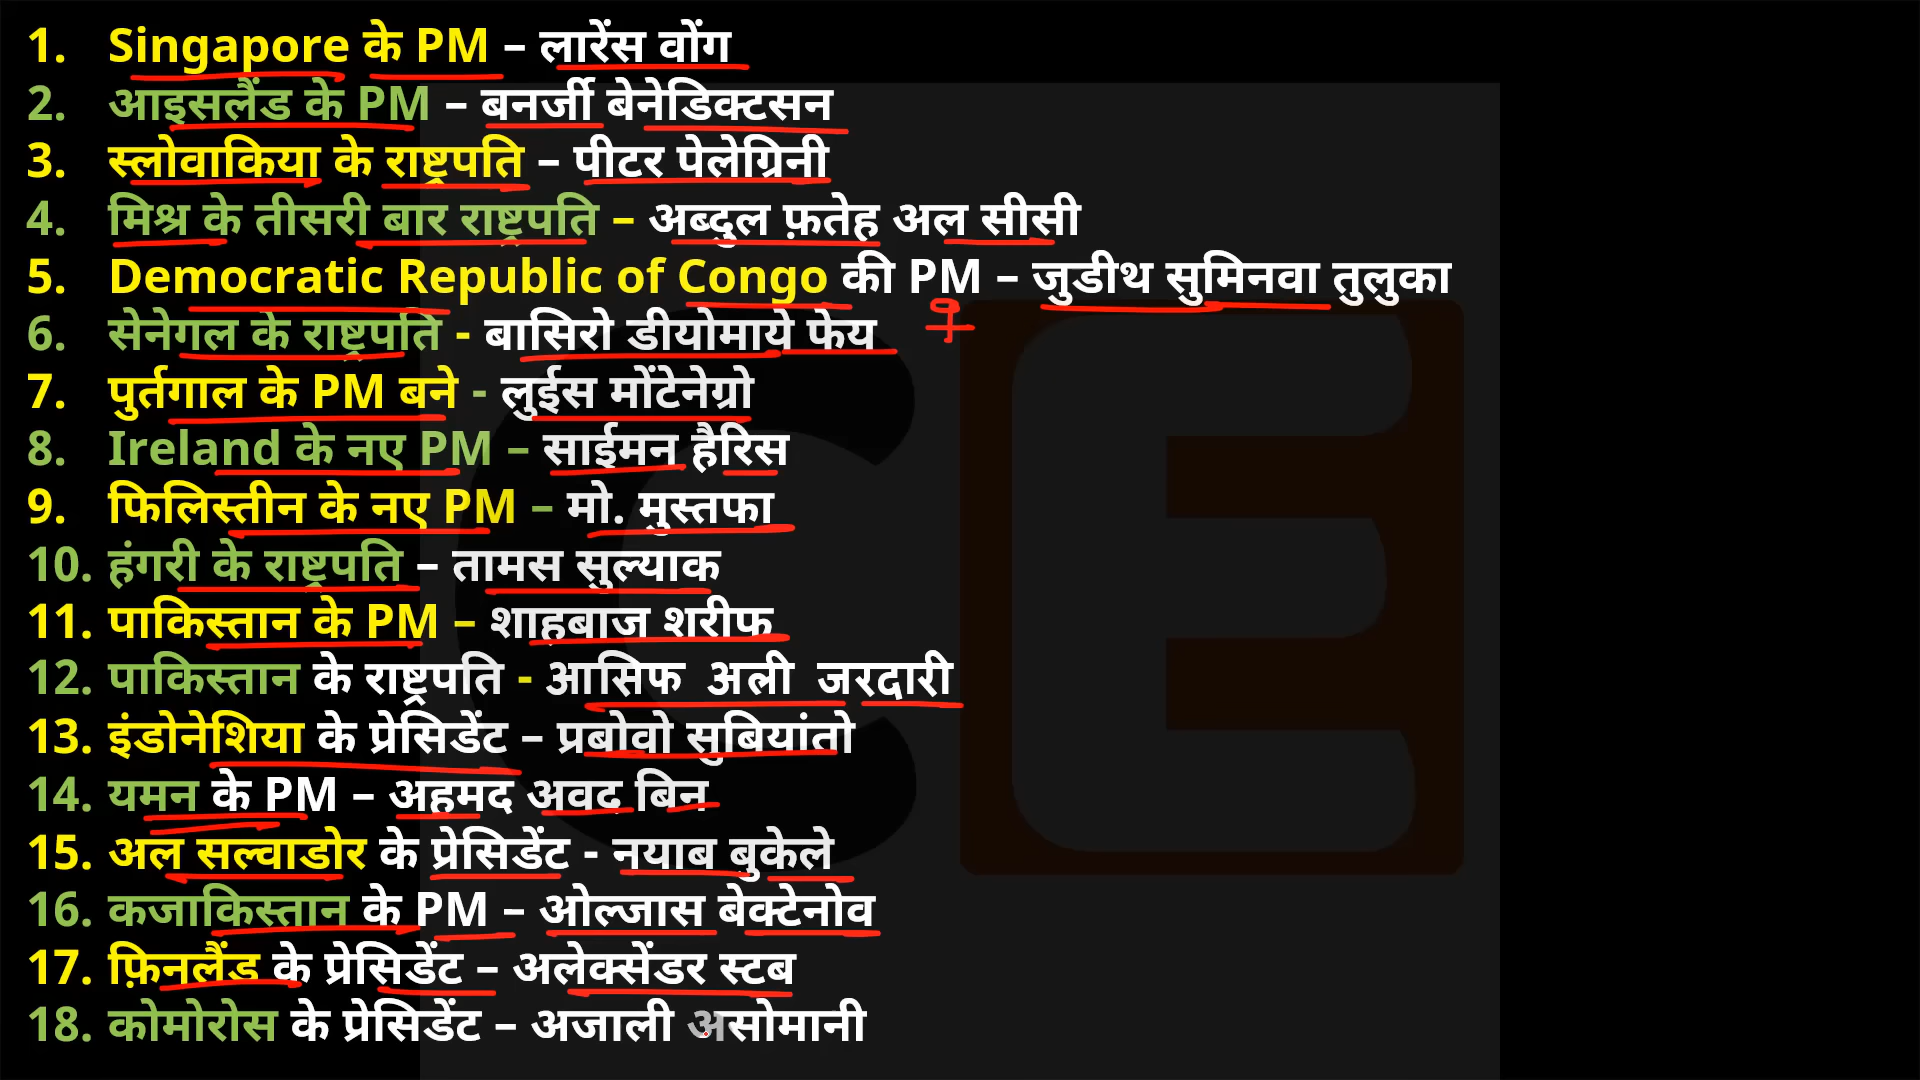 1. Singapore के PM – लारेंस वोंग
2. आइसलैंड के PM – बनर्जी बेनेडिक्टसन
3. स्लोवाकिया के राष्ट्रपति – पीटर पेलेग्रिनी
4. मिश्र के तीसरी बार राष्ट्रपति – अब्दुल फ़तेह अल सीसी
5. Democratic Republic of Congo की PM – जुडीथ सुमिनवा तुलुका
6. सेनेगल के राष्ट्रपति - बासिरो डीयोमाये फेय
7. पुर्तगाल के PM बने - लुईस मोंटेनेग्रो
8. Ireland के नए PM – साईमन हैरिस
9. फिलिस्तीन के नए PM – मो. मुस्तफा
10. हंगरी के राष्ट्रपति – तामस सुल्याक
11. पाकिस्तान के PM – शाहबाज शरीफ
12. पाकिस्तान के राष्ट्रपति - आसिफ अली जरदारी
13. इंडोनेशिया के प्रेसिडेंट – प्रबोवो सुबियांतो
14. यमन के PM – अहमद अवद बिन
15. अल सल्वाडोर के प्रेसिडेंट - नयाब बुकेले
16. कजाकिस्तान के PM – ओल्जास बेक्टेनोव
17. फ़िनलैंड के प्रेसिडेंट – अलेक्सेंडर स्टब
18. कोमोरोस के प्रेसिडेंट – अजाली असोमानी